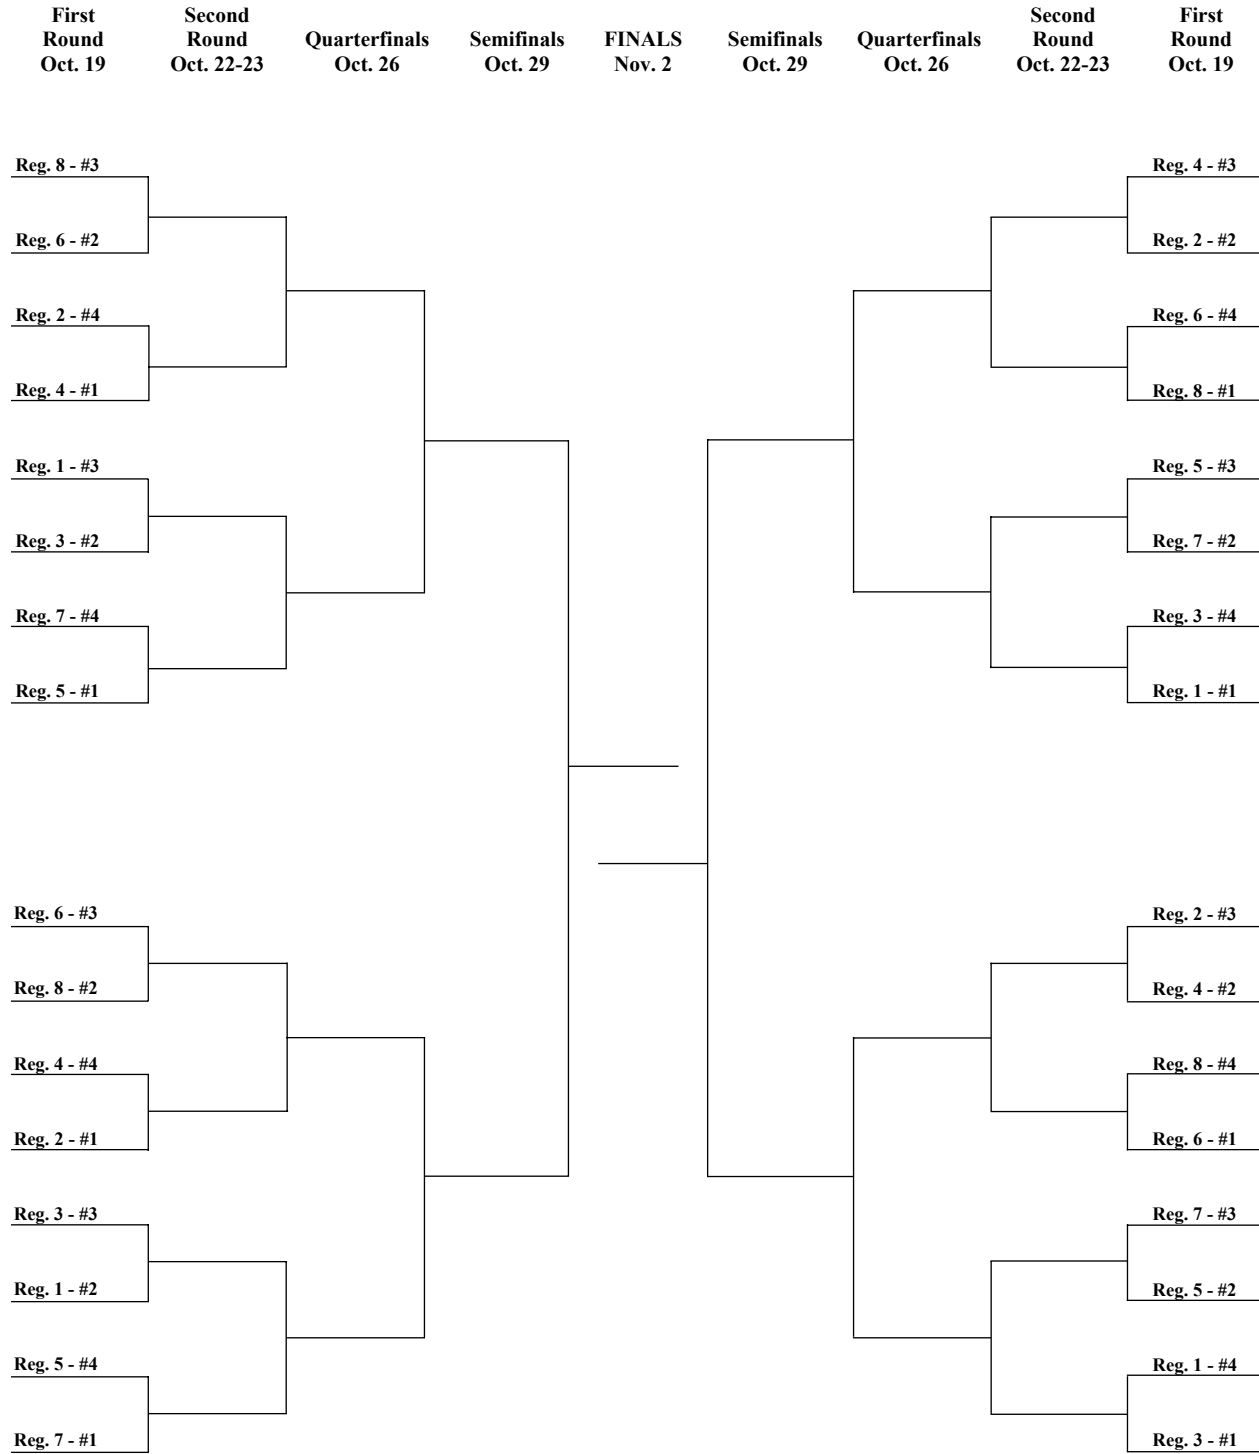 First Second Second First
Round Round Quarterfinals Semifinals FINALS Semifinals Quarterfinals Round Round
Oct. 19 Oct. 22-23 Oct. 26 Oct. 29 Nov. 2 Oct. 29 Oct. 26 Oct. 22-23 Oct. 19
Reg. 8 - #3 Reg. 4 - #3
Reg. 6 - #2 Reg. 2 - #2
Reg. 2 - #4 Reg. 6 - #4
Reg. 4 - #1 Reg. 8 - #1
Reg. 1 - #3 Reg. 5 - #3
Reg. 3 - #2 Reg. 7 - #2
Reg. 7 - #4 Reg. 3 - #4
Reg. 5 - #1 Reg. 1 - #1
Reg. 6 - #3 Reg. 2 - #3
Reg. 8 - #2 Reg. 4 - #2
Reg. 4 - #4 Reg. 8 - #4
Reg. 2 - #1 Reg. 6 - #1
Reg. 3 - #3 Reg. 7 - #3
Reg. 1 - #2 Reg. 5 - #2
Reg. 5 - #4 Reg. 1 - #4
Reg. 7 - #1 Reg. 3 - #1